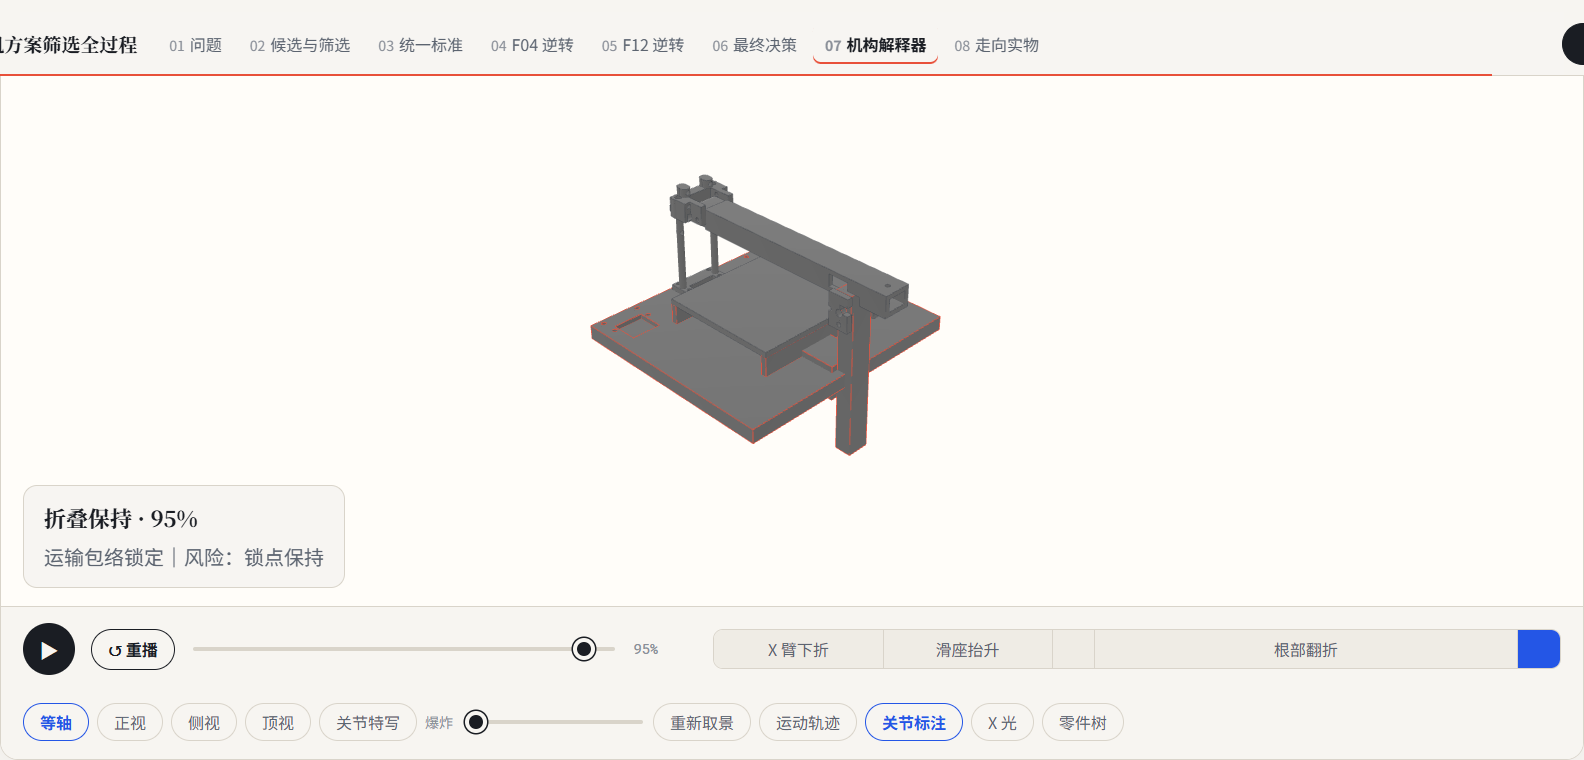 方案筛选全过程
01 问题
02 候选与筛选
03 统一标准
04 F04 逆转
05 F12 逆转
06 最终决策
07 机构解释器
08 走向实物
折叠保持 · 95%
运输包络锁定｜风险：锁点保持
↺ 重播
95%
X 臂下折
滑座抬升
根部翻折
等轴
正视
侧视
顶视
关节特写
爆炸
重新取景
运动轨迹
关节标注
X 光
零件树